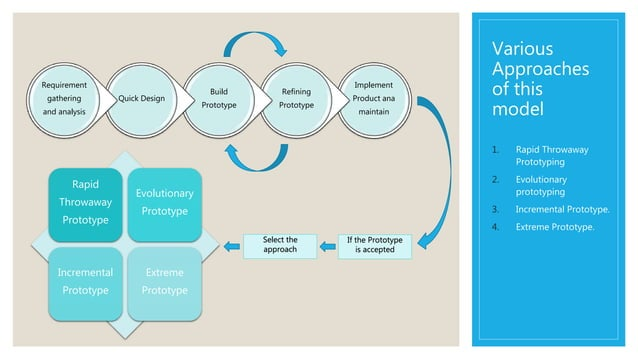 Requirement
gathering
and analysis
Quick Design
Build
Prototype
Refining
Prototype
Implement
Product ana
maintain
Rapid
Throwaway
Prototype
Evolutionary
Prototype
Incremental
Prototype
Extreme
Prototype
Select the
approach
If the Prototype
is accepted
Various
Approaches
of this
model
1. Rapid Throwaway
Prototyping
2. Evolutionary
prototyping
3. Incremental Prototype.
4. Extreme Prototype.